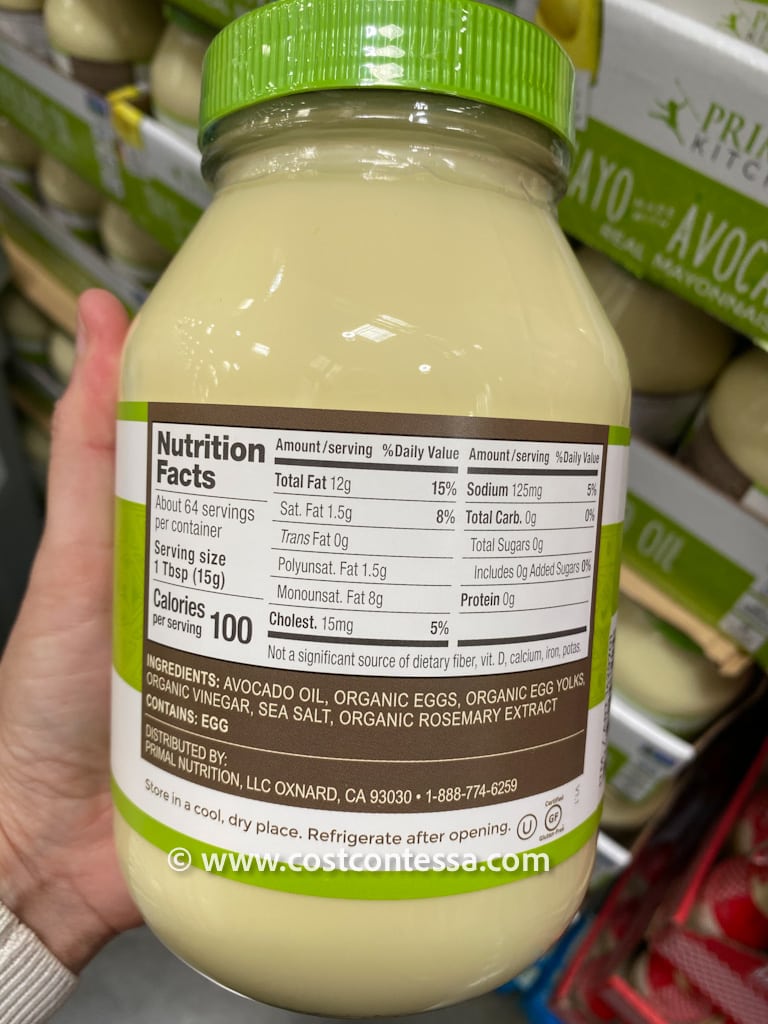 PRIMAL
KITCHEN
MAYO MADE WITH AVOCADO
REAL MAYONNAISE
OIL
Nutrition
Facts
About 64 servings
per container
Serving size
1 Tbsp (15g)
Calories 100
per serving
Amount/serving %Daily Value
Total Fat 12g 15%
Sat. Fat 1.5g 8%
Trans Fat 0g
Polyunsat. Fat 1.5g
Monounsat. Fat 8g
Cholest. 15mg 5%
Amount/serving %Daily Value
Sodium 125mg 5%
Total Carb. 0g 0%
Total Sugars 0g
Includes 0g Added Sugars 0%
Protein 0g
Not a significant source of dietary fiber, vit. D, calcium, iron, potas.
INGREDIENTS: AVOCADO OIL, ORGANIC EGGS, ORGANIC EGG YOLKS,
ORGANIC VINEGAR, SEA SALT, ORGANIC ROSEMARY EXTRACT
CONTAINS: EGG
DISTRIBUTED BY:
PRIMAL NUTRITION, LLC OXNARD, CA 93030 • 1-888-774-6259
Store in a cool, dry place. Refrigerate after opening.
U
Certified
GF
Gluten-Free
© www.costcontessa.com